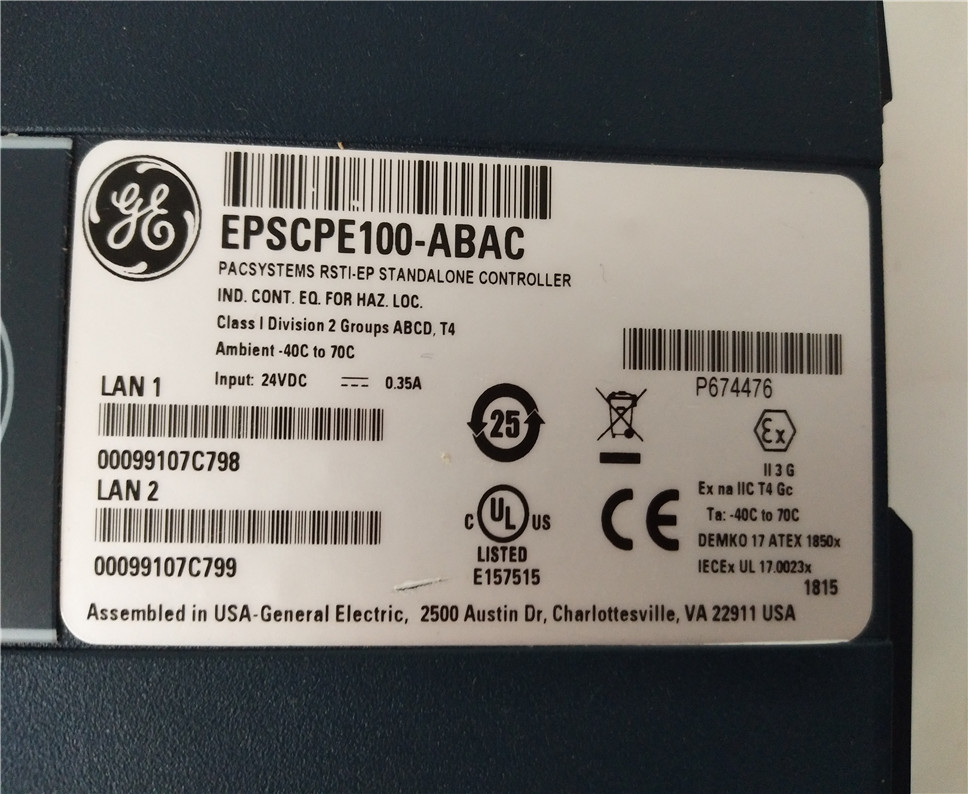 GE
EPSCPE100-ABAC
PACSYSTEMS RSTI-EP STANDALONE CONTROLLER
IND. CONT. EQ. FOR HAZ. LOC.
Class I Division 2 Groups ABCD, T4
Ambient -40C to 70C
Input: 24VDC 0.35A
LAN 1
00099107C798
LAN 2
00099107C799
25
C UL US
LISTED
E157515
CE
P674476
Ex
II 3 G
Ex na IIC T4 Gc
Ta: -40C to 70C
DEMKO 17 ATEX 1850x
IECEx UL 17.0023x
1815
Assembled in USA-General Electric, 2500 Austin Dr, Charlottesville, VA 22911 USA